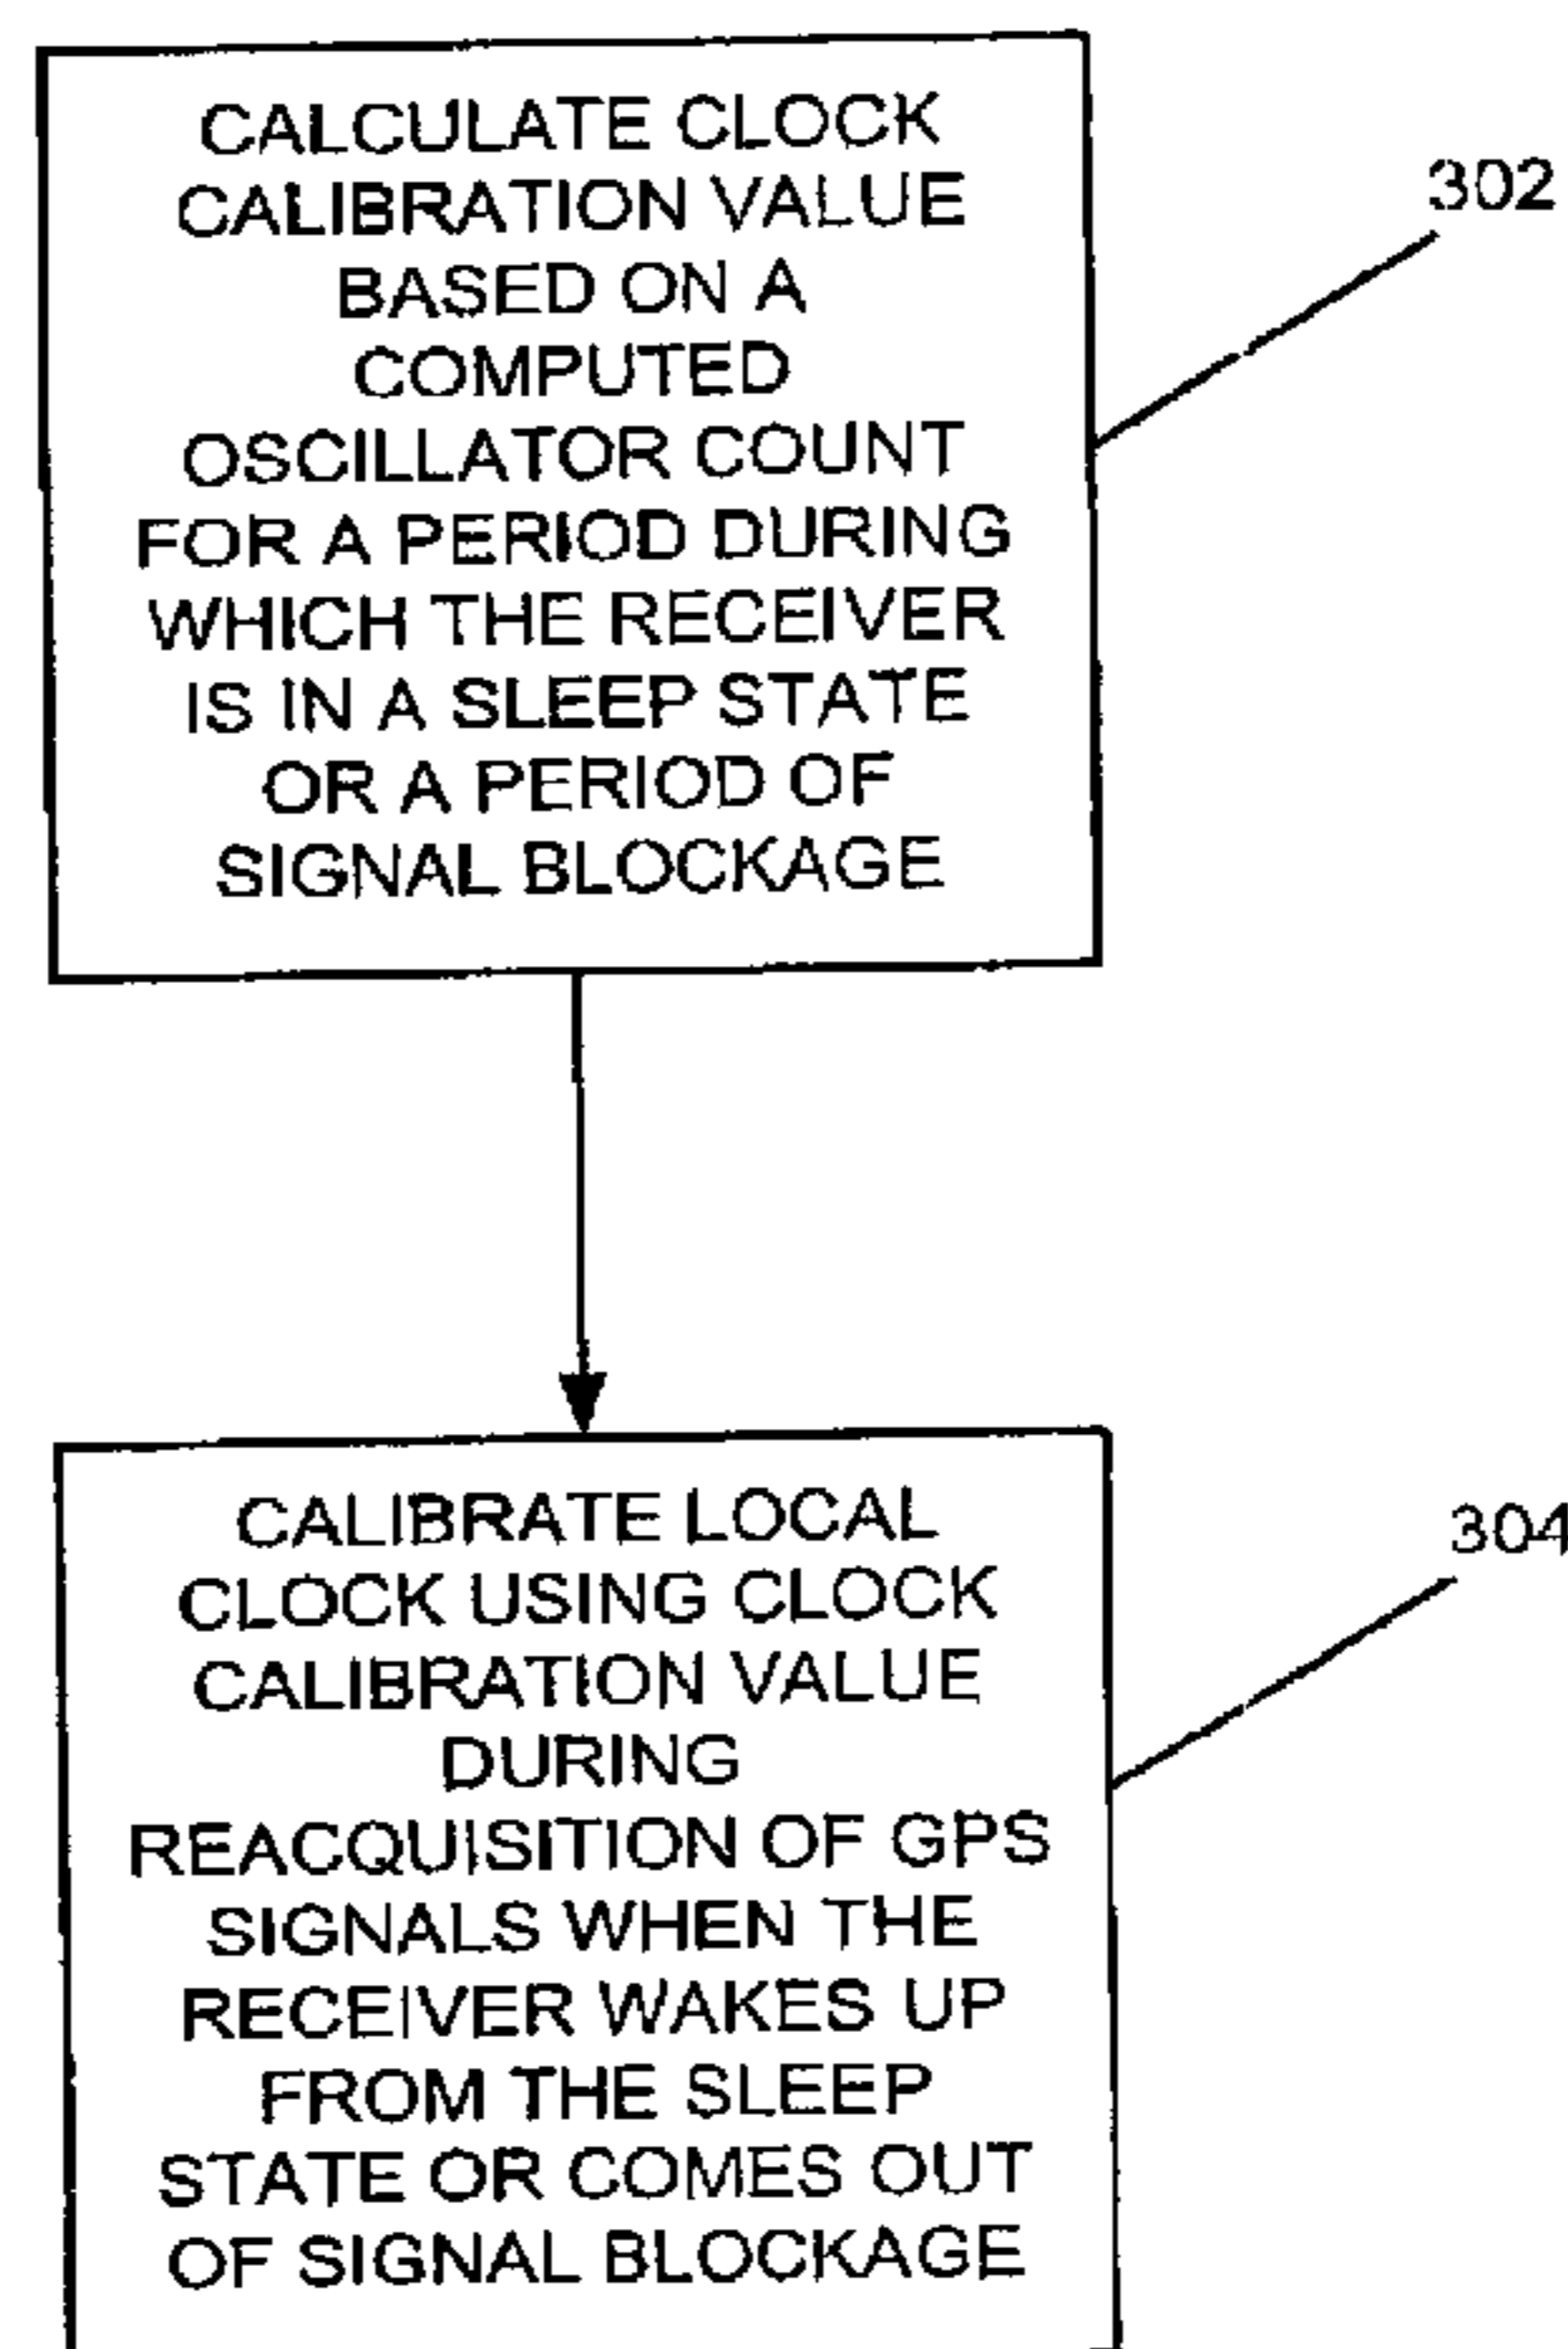 CALCULATE CLOCK
CALIBRATION VALUE
BASED ON A
COMPUTED
OSCILLATOR COUNT
FOR A PERIOD DURING
WHICH THE RECEIVER
IS IN A SLEEP STATE
OR A PERIOD OF
SIGNAL BLOCKAGE
302
CALIBRATE LOCAL
CLOCK USING CLOCK
CALIBRATION VALUE
DURING
REACQUISITION OF GPS
SIGNALS WHEN THE
RECEIVER WAKES UP
FROM THE SLEEP
STATE OR COMES OUT
OF SIGNAL BLOCKAGE
304